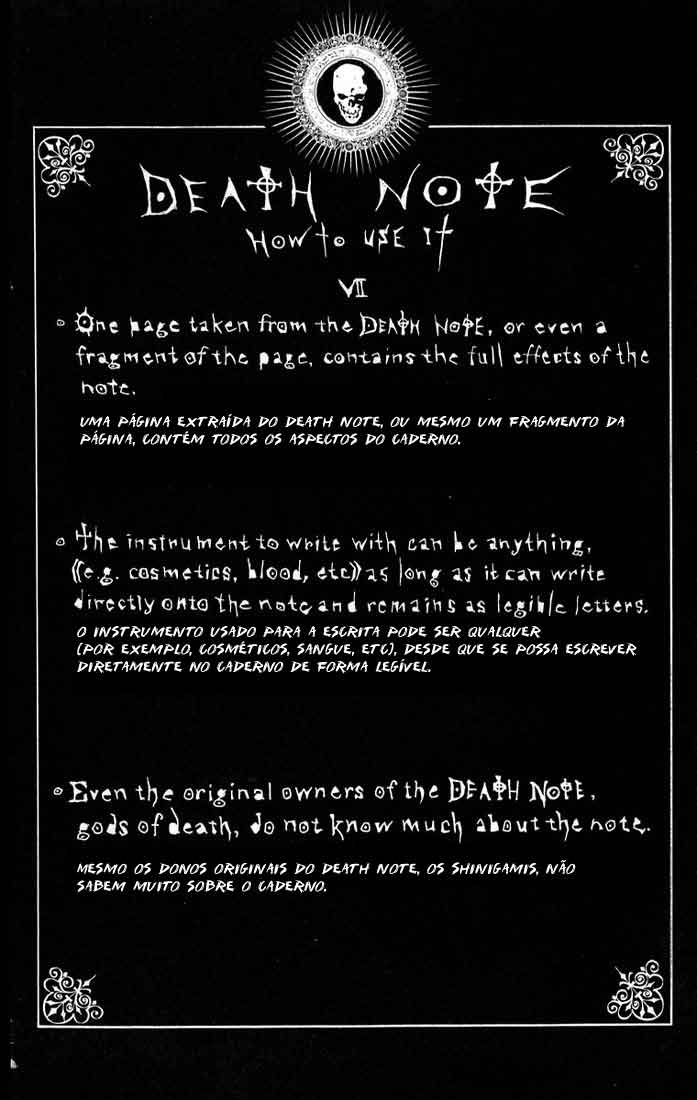 DEATH NOTE
How to USE It
VII
One page taken from the DEATH NOTE, or even a
fragment of the page, contains the full effects of the
note.
UMA PÁGINA EXTRAÍDA DO DEATH NOTE, OU MESMO UM FRAGMENTO DA
PÁGINA, CONTÉM TODOS OS ASPECTOS DO CADERNO.
The instrument to write with can be anything,
((e.g. cosmetics, blood, etc)) as long as it can write
directly onto the note and remains as legible letters.
O INSTRUMENTO USADO PARA A ESCRITA PODE SER QUALQUER
(POR EXEMPLO, COSMÉTICOS, SANGUE, ETC), DESDE QUE SE POSSA ESCREVER
DIRETAMENTE NO CADERNO DE FORMA LEGÍVEL.
Even the original owners of the DEATH NOTE,
gods of death, do not know much about the note.
MESMO OS DONOS ORIGINAIS DO DEATH NOTE, OS SHINIGAMIS, NÃO
SABEM MUITO SOBRE O CADERNO.